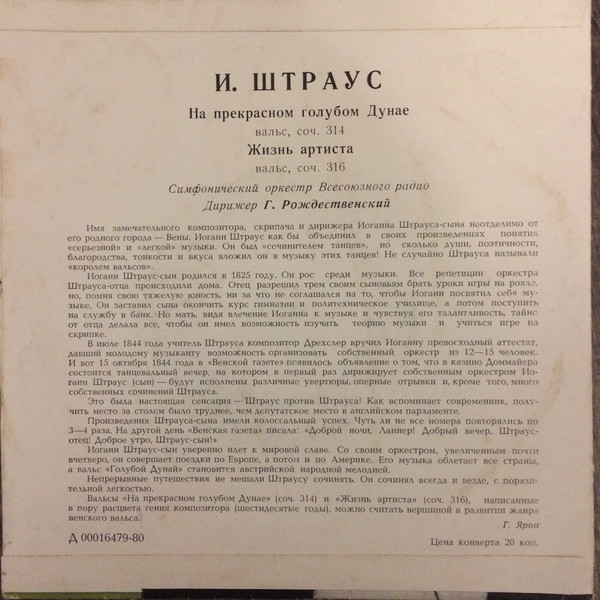 И. ШТРАУС
На прекрасном голубом Дунае
вальс, соч. 314
Жизнь артиста
вальс, соч. 316
Симфонический оркестр Всесоюзного радио
Дирижер Г. Рождественский
Имя замечательного композитора, скрипача и дирижера Иоганна Штрауса-сына неотделимо от
его родного города — Вены. Иоганн Штраус как бы объединил в своих произведениях понятия
«серьезной» и «легкой» музыки. Он был «сочинителем танцев», но сколько души, поэтичности,
благородства, тонкости и вкуса вложил он в музыку этих танцев! Не случайно Штрауса называли
«королем вальсов».
Иоганн Штраус-сын родился в 1825 году. Он рос среди музыки. Все репетиции оркестра
Штрауса-отца происходили дома. Отец разрешил трем своим сыновьям брать уроки игры на рояле,
но, помня свою тяжелую юность, ни за что не соглашался на то, чтобы Иоганн посвятил себя му-
зыке. Он заставил сына окончить курс гимназии и политехническое училище, а потом поступить
на службу в банк. Но мать, видя влечение Иоганна к музыке и чувствуя его талантливость, тайно
от отца делала все, чтобы он имел возможность изучать теорию музыки и учиться игре на
скрипке.
В июле 1844 года учитель Штрауса Дрехслер вручил Иоганну превосходный аттестат,
давший молодому музыканту возможность организовать собственный оркестр из 12—15 человек.
И вот 15 октября 1844 года в «Венской газете» появилось объявление о том, что в казино Доммайера
состоится танцевальный вечер, на котором в первый раз дирижирует собственным оркестром Ио-
ганн Штраус (сын) — будут исполнены различные увертюры, оперные отрывки и, кроме того, много
собственных сочинений Штрауса.
Это была настоящая сенсация — Штраус против Штрауса! Как вспоминает современник, полу-
чить место за столом было труднее, чем депутатское место в английском парламенте.
Произведения Штрауса-сына имели колоссальный успех. Чуть ли не все номера повторялись по
3—4 раза. На другой день «Венская газета» писала: «Доброй ночи, Ланнер! Добрый вечер, Штраус-
отец! Доброе утро, Штраус-сын!»
Иоганн Штраус-сын уверенно идет к мировой славе. Со своим оркестром, увеличенным почти
вчетверо, он совершает поездки по Европе, а потом и по Америке. Его музыка облетает все страны,
а вальс «Голубой Дунай» становится австрийской народной мелодией.
Непрерывные путешествия не мешали Штраусу сочинять. Он сочинял всегда и везде, с порази-
тельной легкостью.
Вальсы «На прекрасном голубом Дунае» (соч. 314) и «Жизнь артиста» (соч. 316), написанные
в пору расцвета гения композитора (шестидесятые годы), можно считать вершиной в развитии жанра
венского вальса.
Г. Ярон
Д 00016479-80
Цена конверта 20 коп.